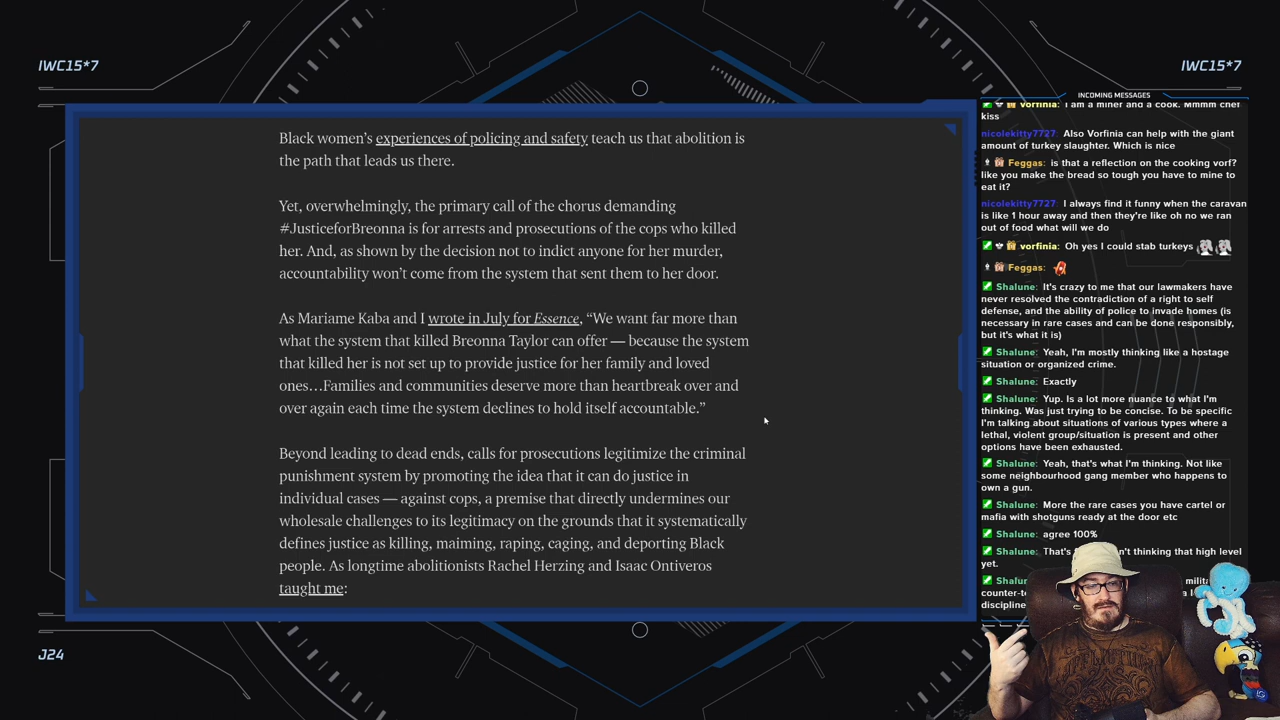 IWC15*7
IWC15*7
Black women’s experiences of policing and safety teach us that abolition is
the path that leads us there.
Yet, overwhelmingly, the primary call of the chorus demanding
#JusticeforBreonna is for arrests and prosecutions of the cops who killed
her. And, as shown by the decision not to indict anyone for her murder,
accountability won’t come from the system that sent them to her door.
As Mariame Kaba and I wrote in July for Essence, “We want far more than
what the system that killed Breonna Taylor can offer — because the system
that killed her is not set up to provide justice for her family and loved
ones…Families and communities deserve more than heartbreak over and
over again each time the system declines to hold itself accountable.”
Beyond leading to dead ends, calls for prosecutions legitimize the criminal
punishment system by promoting the idea that it can do justice in
individual cases — against cops, a premise that directly undermines our
wholesale challenges to its legitimacy on the grounds that it systematically
defines justice as killing, maiming, raping, caging, and deporting Black
people. As longtime abolitionists Rachel Herzing and Isaac Ontiveros
taught me:
INCOMING MESSAGES
vorfinia: I am a miner and a cook. Mmmm chef
kiss
nicolekitty7727: Also Vorfinia can help with the giant
amount of turkey slaughter. Which is nice
Feggas: is that a reflection on the cooking vorf?
like you make the bread so tough you have to mine to
eat it?
nicolekitty7727: I always find it funny when the caravan
is like 1 hour away and then they're like oh no we ran
out of food what will we do
vorfinia: Oh yes I could stab turkeys
Feggas:
Shalune: It's crazy to me that our lawmakers have
never resolved the contradiction of a right to self
defense, and the ability of police to invade homes (is
necessary in rare cases and can be done responsibly,
but it's what it is)
Shalune: Yeah, I'm mostly thinking like a hostage
situation or organized crime.
Shalune: Exactly
Shalune: Yup. Is a lot more nuance to what I'm
thinking. Was just trying to be concise. To be specific
I'm talking about situations of various types where a
lethal, violent group/situation is present and other
options have been exhausted.
Shalune: Yeah, that's what I'm thinking. Not like
some neighbourhood gang member who happens to
own a gun.
Shalune: More the rare cases you have cartel or
mafia with shotguns ready at the door etc
Shalune: agree 100%
Shalune: That's thinking that high level
yet.
disciplin
AFFLICTION
J24